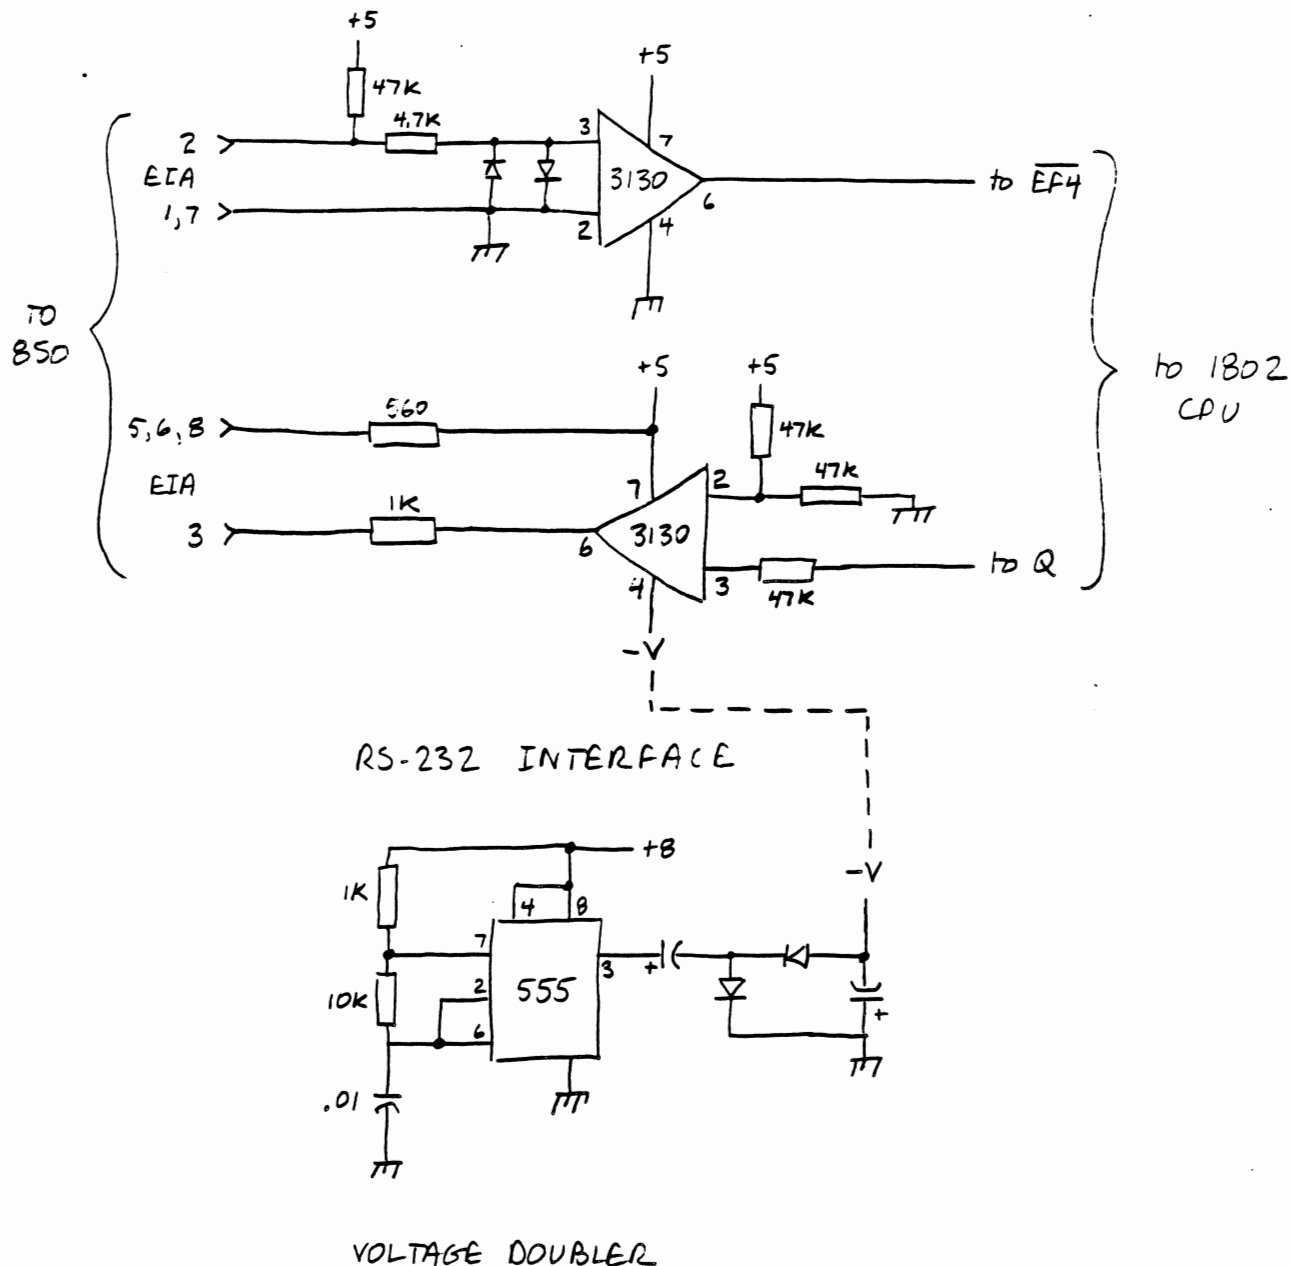 +5
47K
+5
2
4.7K
3
7
EIA
3130
to EF4
6
1,7
2
4
TO
850
+5
+5
5,6,8
560
47K
to 1802
CPU
EIA
7
2
47K
1K
3
6
3130
4
3
47K
to Q
-V
RS-232 INTERFACE
+8
-V
1K
4
8
7
3
+
2
555
10K
+
6
.01
VOLTAGE DOUBLER